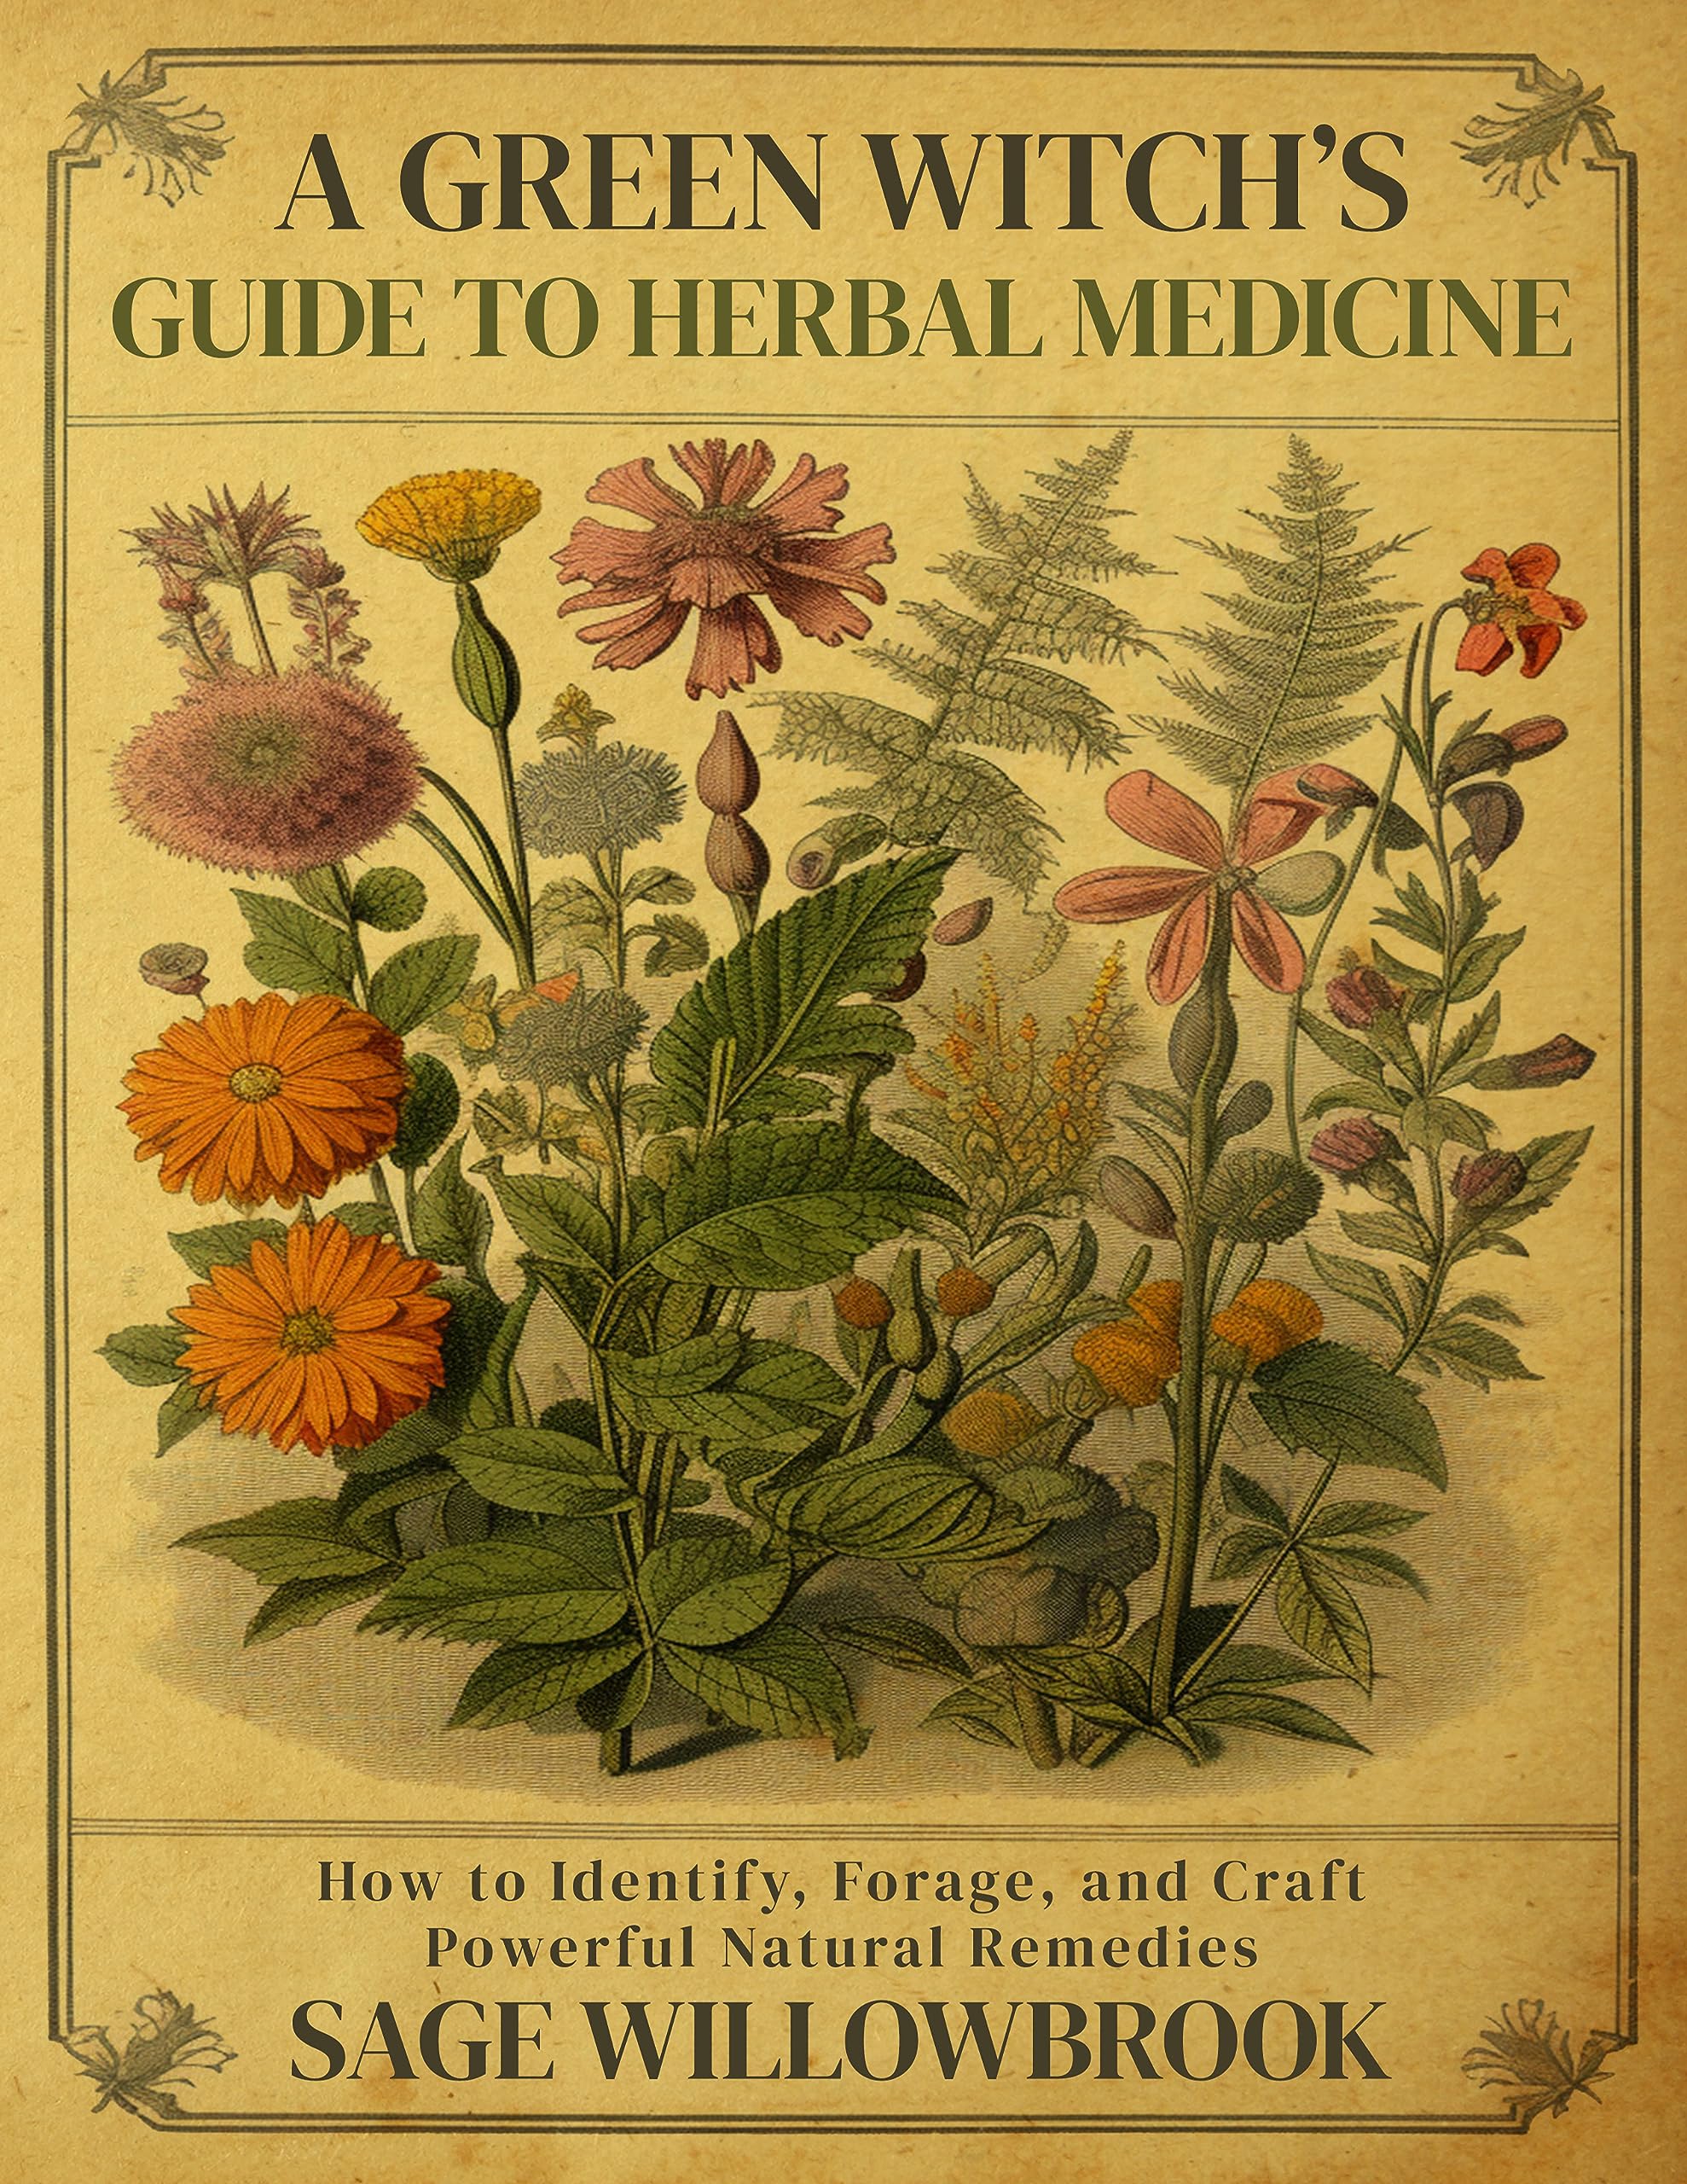 A GREEN WITCH’S
GUIDE TO HERBAL MEDICINE
How to Identify, Forage, and Craft
Powerful Natural Remedies
SAGE WILLOWBROOK